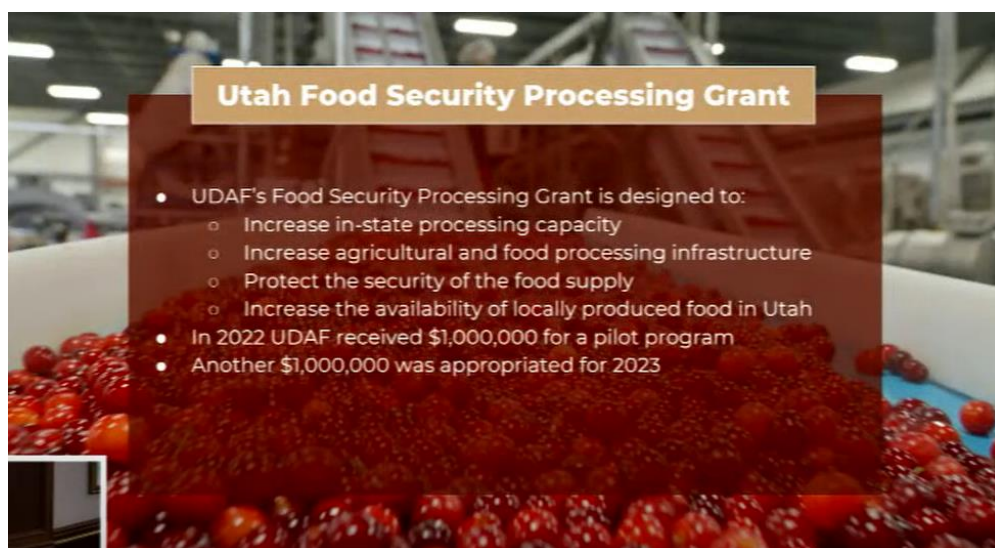 Utah Food Security Processing Grant
● UDAF's Food Security Processing Grant is designed to:
○ Increase in-state processing capacity
○ Increase agricultural and food processing infrastructure
○ Protect the security of the food supply
○ Increase the availability of locally produced food in Utah
● In 2022 UDAF received $1,000,000 for a pilot program
● Another $1,000,000 was appropriated for 2023